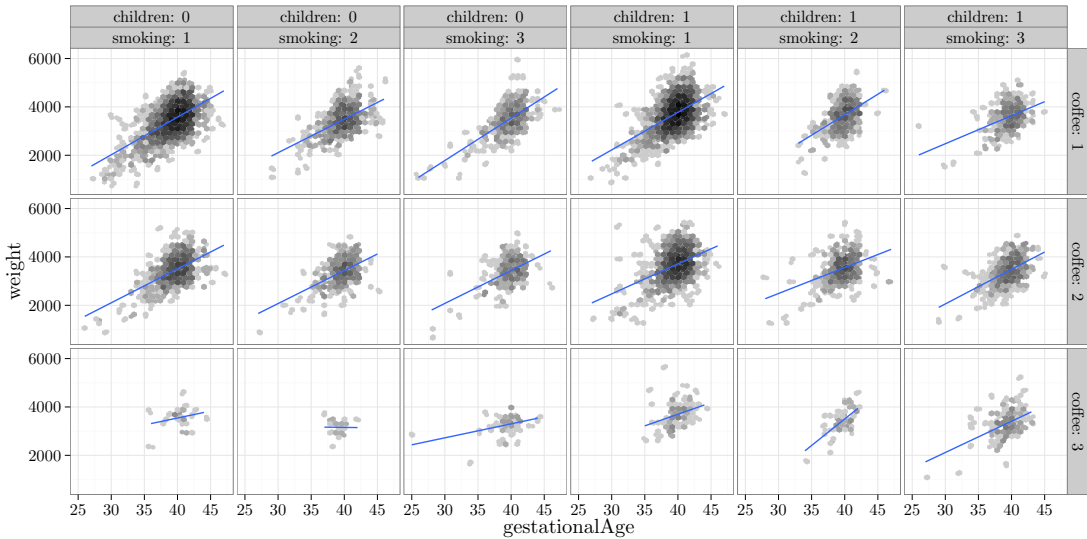 children: 0 children: 0 children: 0 children: 1 children: 1 children: 1
smoking: 1 smoking: 2 smoking: 3 smoking: 1 smoking: 2 smoking: 3
6000
4000
2000
coffee: 1
6000
4000
2000
coffee: 2
weight
6000
4000
2000
coffee: 3
25 30 35 40 45 25 30 35 40 45 25 30 35 40 45 25 30 35 40 45 25 30 35 40 45 25 30 35 40 45
gestationalAge